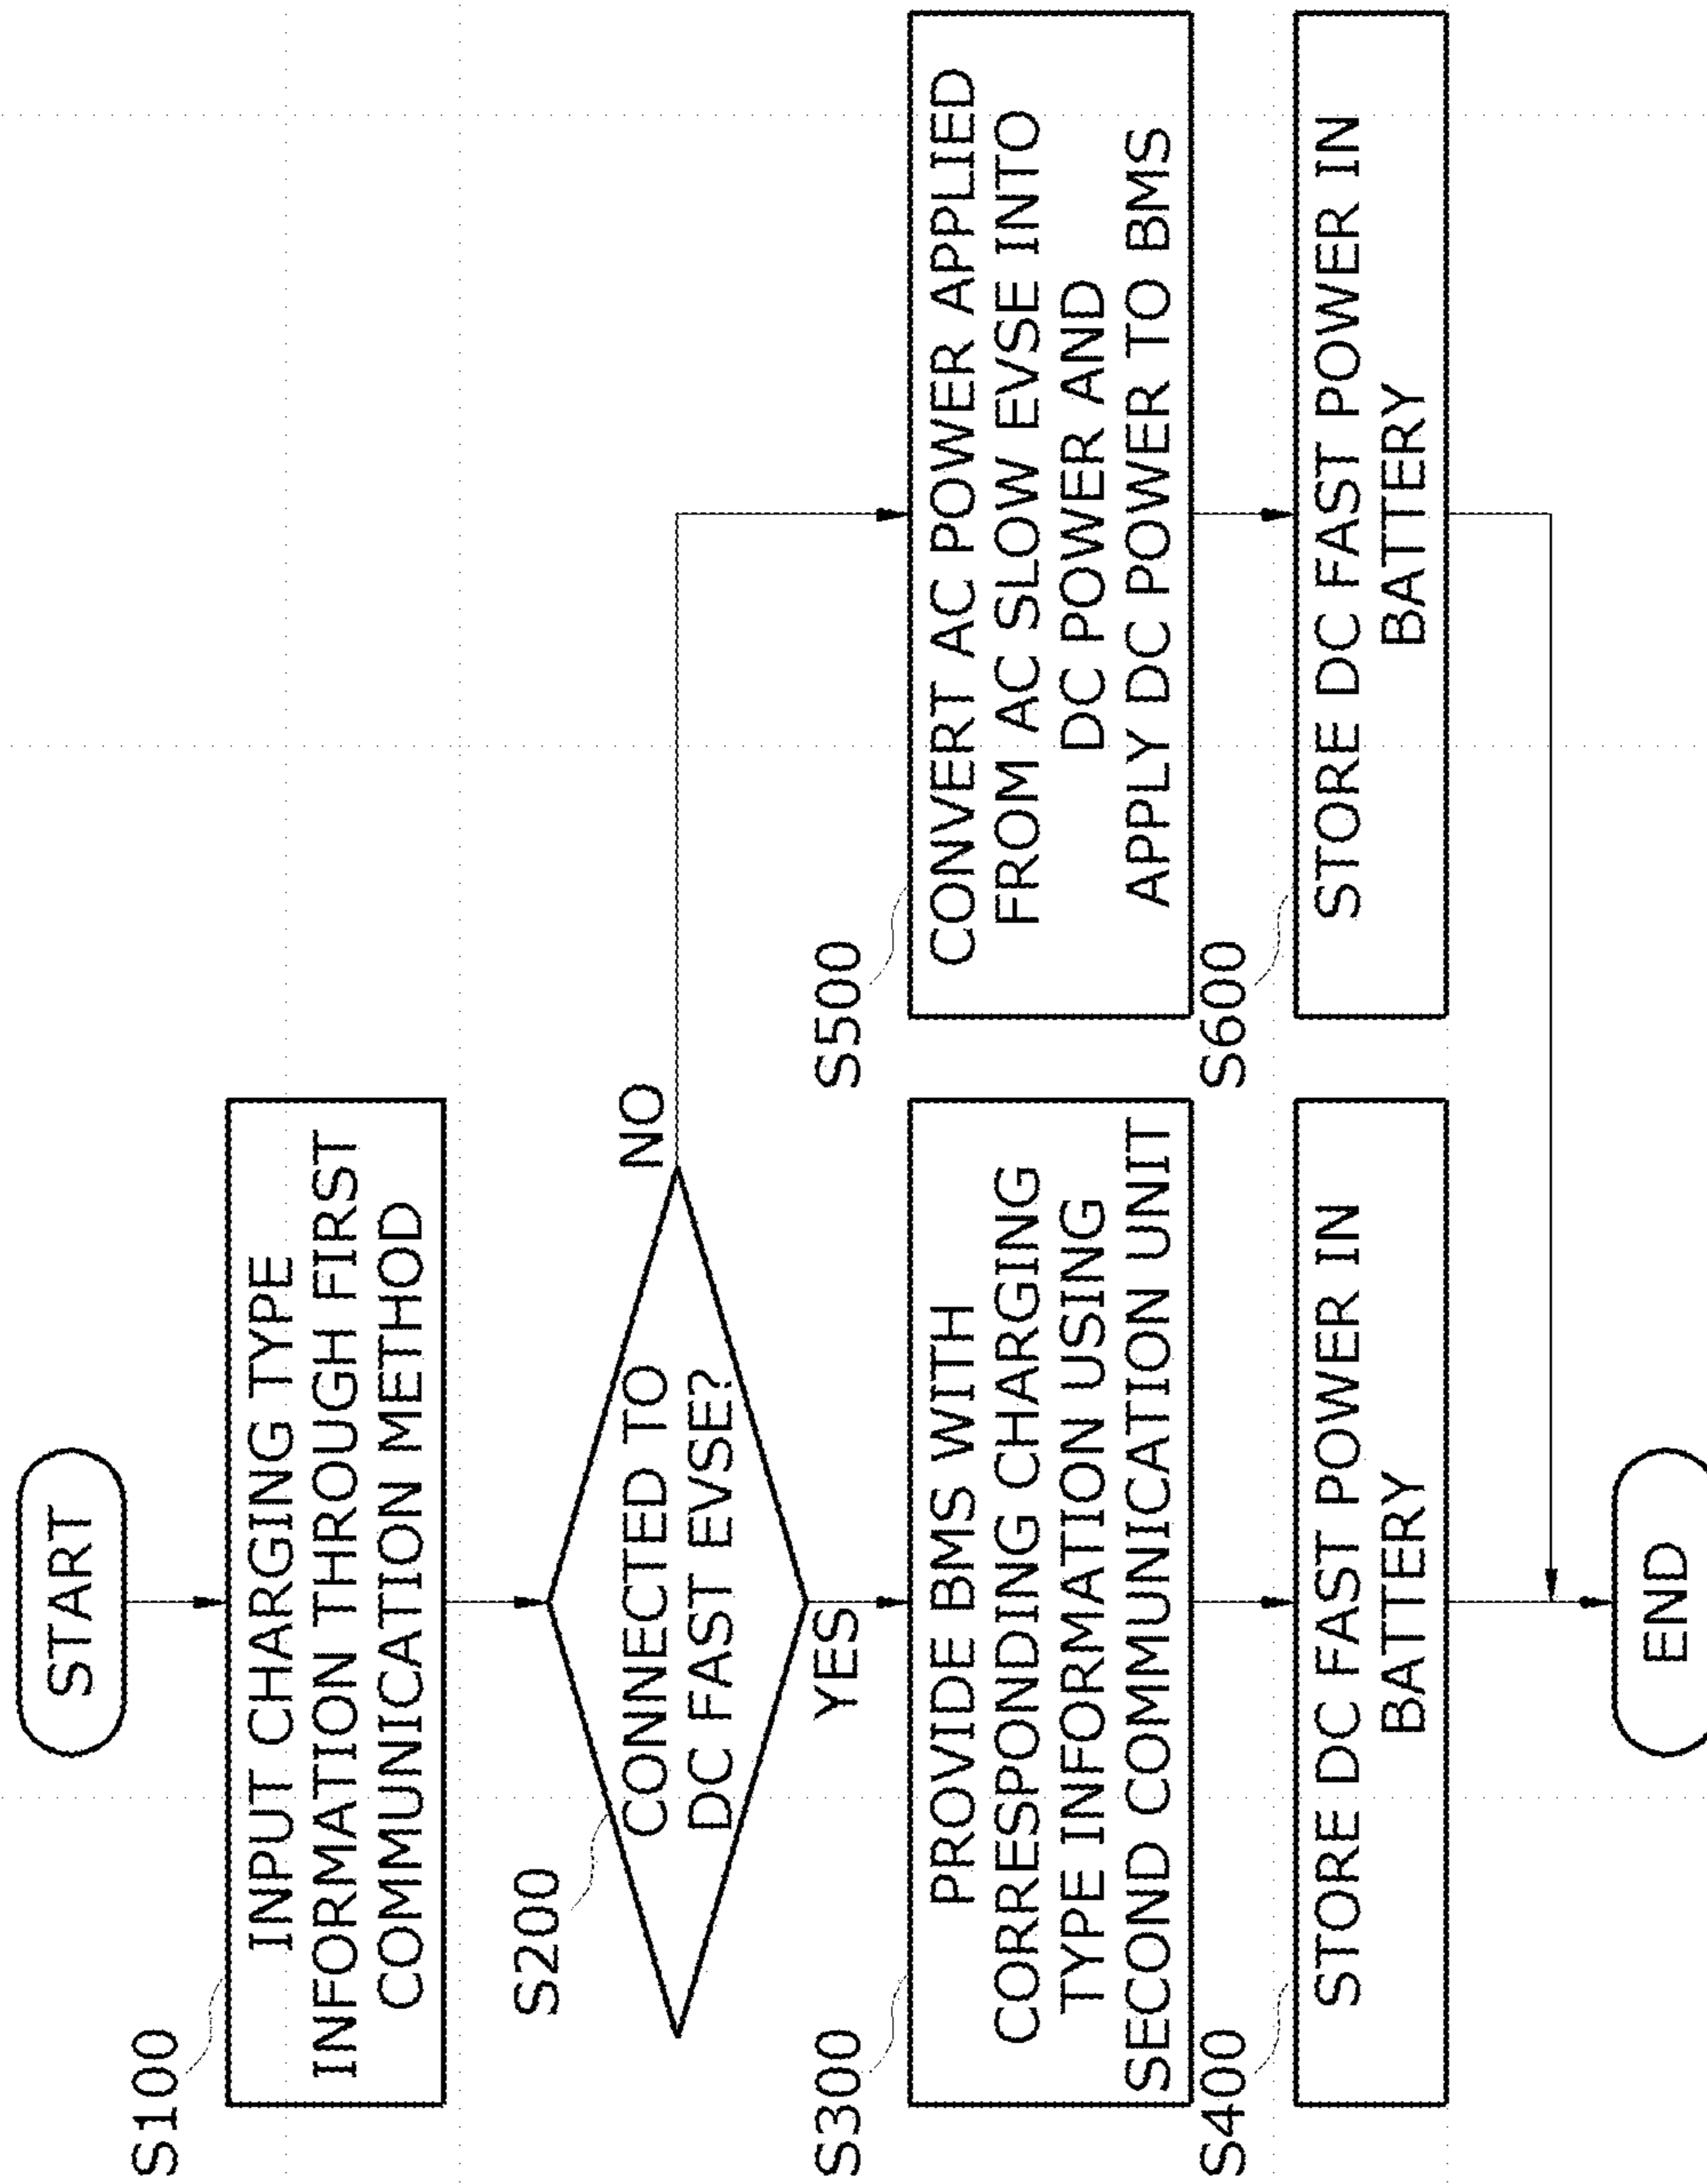 START
S100
INPUT CHARGING TYPE
INFORMATION THROUGH FIRST
COMMUNICATION METHOD
S200
CONNECTED TO
DC FAST EVSE?
NO
YES
S300
PROVIDE BMS WITH
CORRESPONDING CHARGING
TYPE INFORMATION USING
SECOND COMMUNICATION UNIT
S500
CONVERT AC POWER APPLIED
FROM AC SLOW EVSE INTO
DC POWER AND
APPLY DC POWER TO BMS
S400
STORE DC FAST POWER IN
BATTERY
S600
STORE DC FAST POWER IN
BATTERY
END